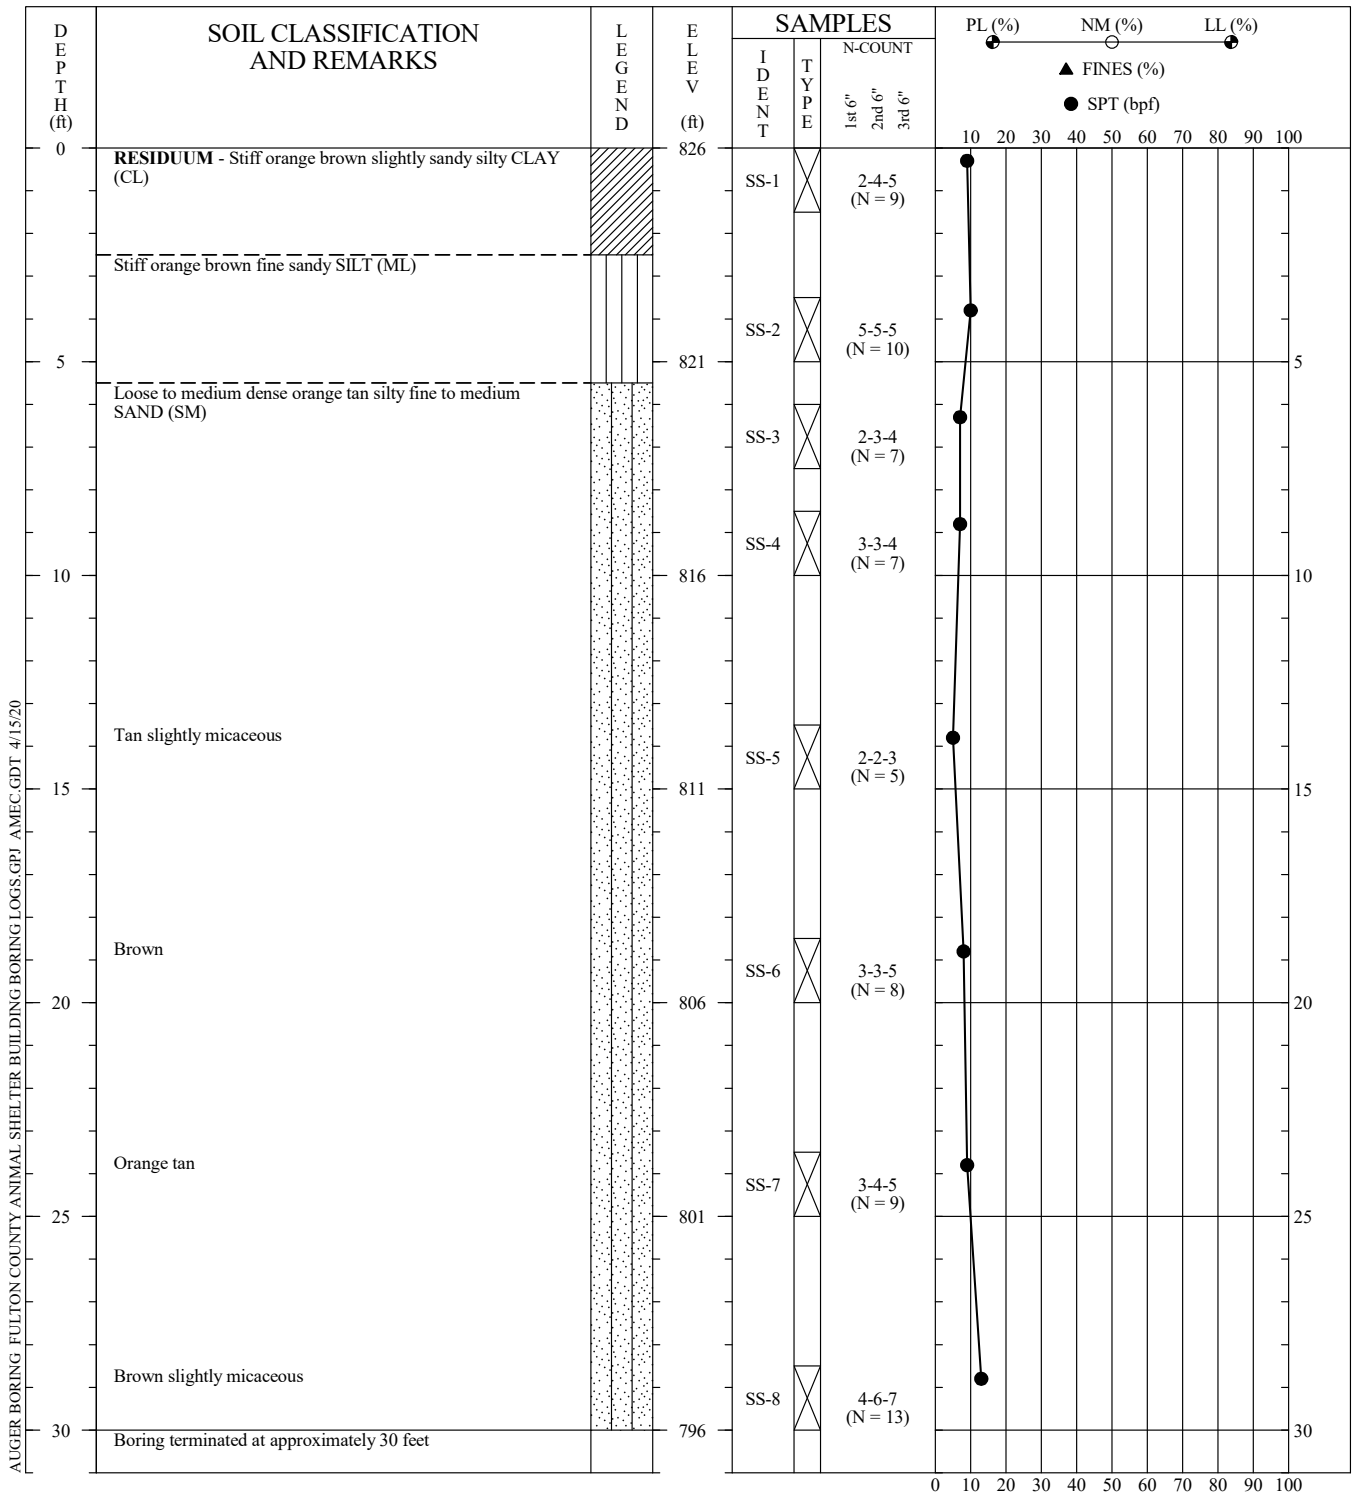 DEPTH (ft)
SOIL CLASSIFICATION
AND REMARKS
LEGEND
ELEV (ft)
SAMPLES
IDENT
TYPE
N-COUNT
1st 6"
2nd 6"
3rd 6"
PL (%) NM (%) LL (%)
▲ FINES (%)
● SPT (bpf)
10 20 30 40 50 60 70 80 90 100
0
RESIDUUM - Stiff orange brown slightly sandy silty CLAY
(CL)
826
SS-1
2-4-5
(N = 9)
Stiff orange brown fine sandy SILT (ML)
SS-2
5-5-5
(N = 10)
5 821 5
Loose to medium dense orange tan silty fine to medium
SAND (SM)
SS-3
2-3-4
(N = 7)
SS-4
3-3-4
(N = 7)
10 816 10
Tan slightly micaceous
SS-5
2-2-3
(N = 5)
15 811 15
Brown
SS-6
3-3-5
(N = 8)
20 806 20
Orange tan
SS-7
3-4-5
(N = 9)
25 801 25
Brown slightly micaceous
SS-8
4-6-7
(N = 13)
30 796 30
Boring terminated at approximately 30 feet
0 10 20 30 40 50 60 70 80 90 100
AUGER BORING FULTON COUNTY ANIMAL SHELTER BUILDING BORING LOGS.GPJ AMEC.GDT 4/15/20